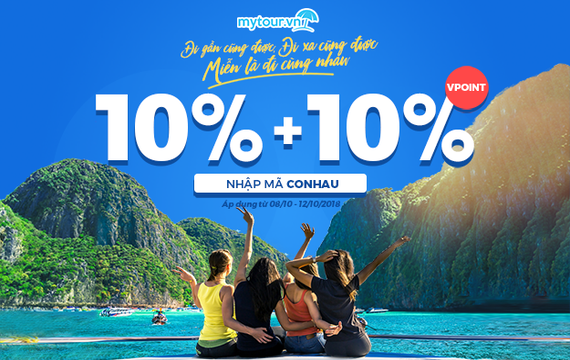 mytour.vn
Đi gần cũng được, Đi xa cũng được
Miễn là đi cùng nhau
10% + 10%
VPOINT
NHẬP MÃ CONHAU
Áp dụng từ 08/10 - 12/10/2018